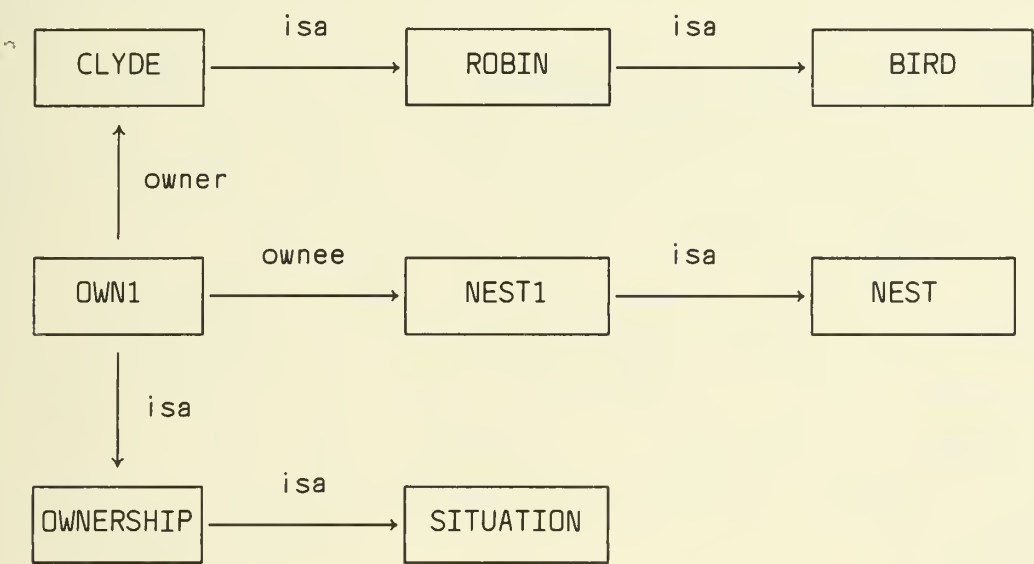 isa isa
CLYDE ROBIN BIRD
owner
ownee isa
OWN1 NEST1 NEST
isa
isa
OWNERSHIP SITUATION